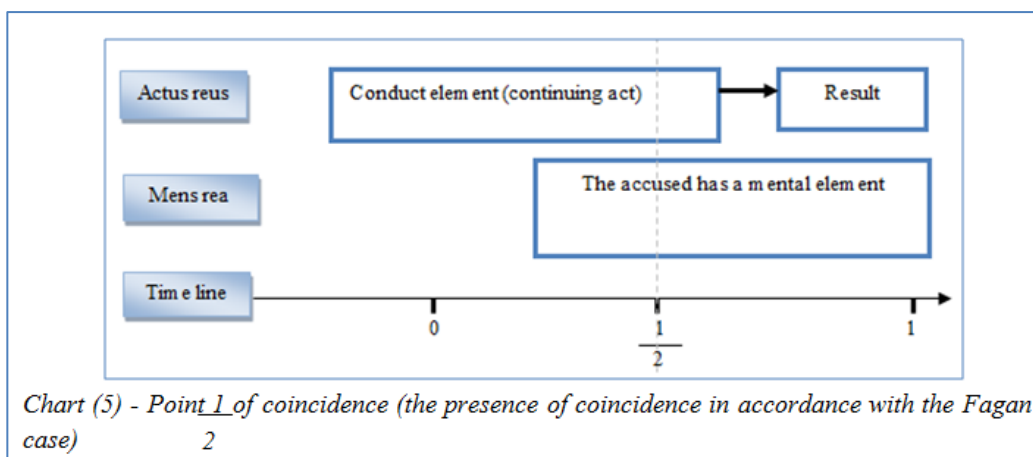 Actus reus
Conduct element (continuing act)
Result
Mens rea
The accused has a mental element
Time line
0
1
2
1
Chart (5) - Point 1 of coincidence (the presence of coincidence in accordance with the Fagan
case) 2